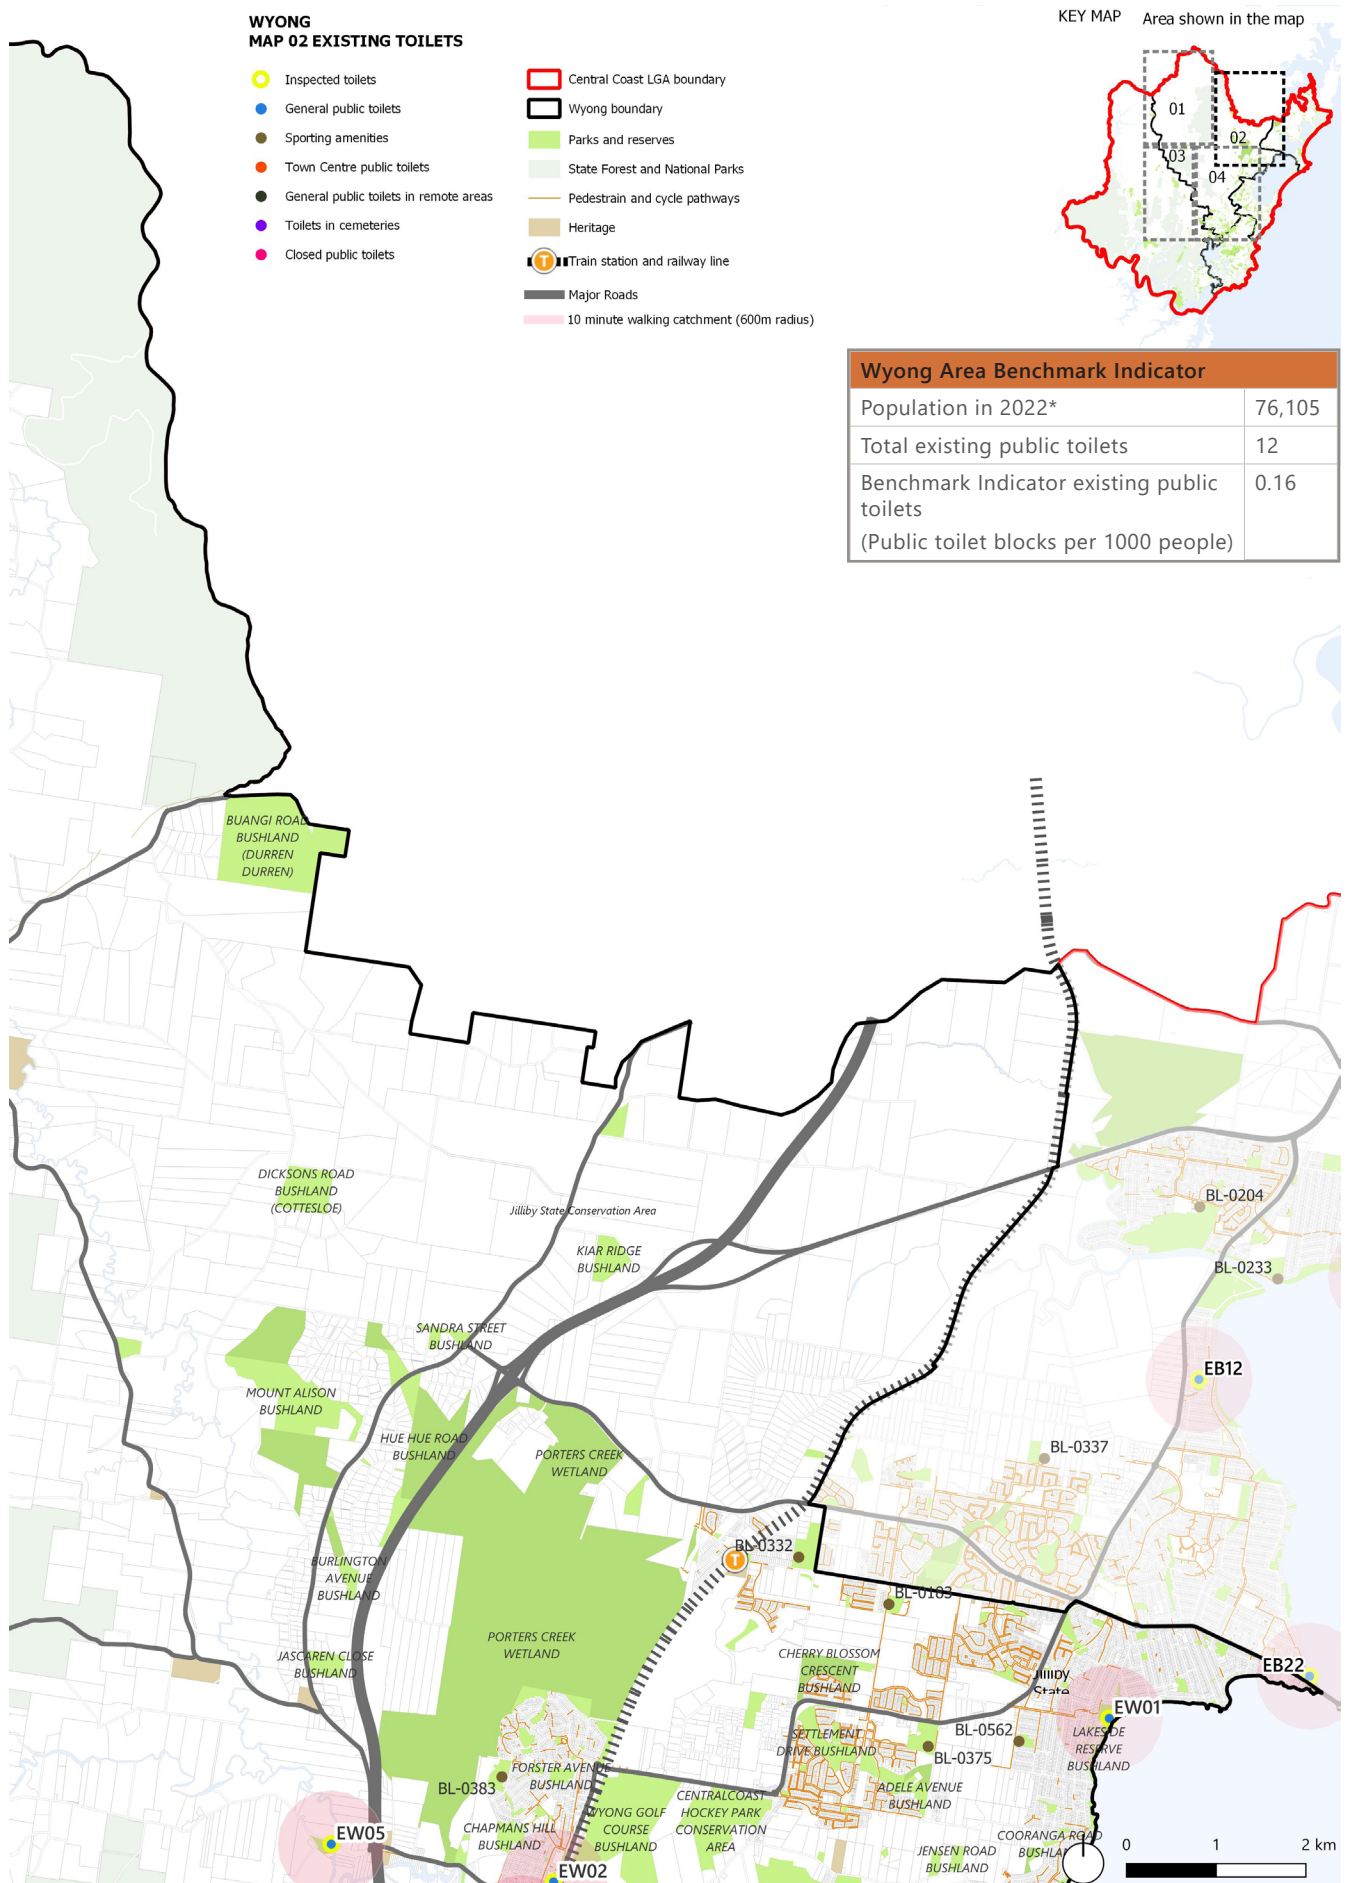 WYONG
MAP 02 EXISTING TOILETS
Inspected toilets
General public toilets
Sporting amenities
Town Centre public toilets
General public toilets in remote areas
Toilets in cemeteries
Closed public toilets
Central Coast LGA boundary
Wyong boundary
Parks and reserves
State Forest and National Parks
Pedestrain and cycle pathways
Heritage
T
Train station and railway line
Major Roads
10 minute walking catchment (600m radius)
KEY MAP Area shown in the map
01
02
03
04
Wyong Area Benchmark Indicator
Population in 2022* 76,105
Total existing public toilets 12
Benchmark Indicator existing public 0.16
toilets
(Public toilet blocks per 1000 people)
BUANGI ROAD
BUSHLAND
(DURREN
DURREN)
DICKSONS ROAD
BUSHLAND
(COTTESLOE)
Jilliby State Conservation Area
KIAR RIDGE
BUSHLAND
BL-0204
BL-0233
SANDRA STREET
BUSHLAND
EB12
MOUNT ALISON
BUSHLAND
HUE HUE ROAD
BUSHLAND
PORTERS CREEK
WETLAND
BL-0337
BURLINGTON
AVENUE
BUSHLAND
T
BL-0332
BL-0183
PORTERS CREEK
WETLAND
JASCAREN CLOSE
BUSHLAND
CHERRY BLOSSOM
CRESCENT
BUSHLAND
Jilliby
State
EB22
EW01
LAKESIDE
RESERVE
BUSHLAND
SETTLEMENT
DRIVE BUSHLAND
BL-0562
BL-0375
BL-0383
FORSTER AVENUE
BUSHLAND
ADELE AVENUE
BUSHLAND
CENTRALCOAST
HOCKEY PARK
CONSERVATION
AREA
WYONG GOLF
COURSE
BUSHLAND
CHAPMANS HILL
BUSHLAND
EW05
EW02
JENSEN ROAD
BUSHLAND
COORANGA ROAD
BUSHLA
0 1 2 km